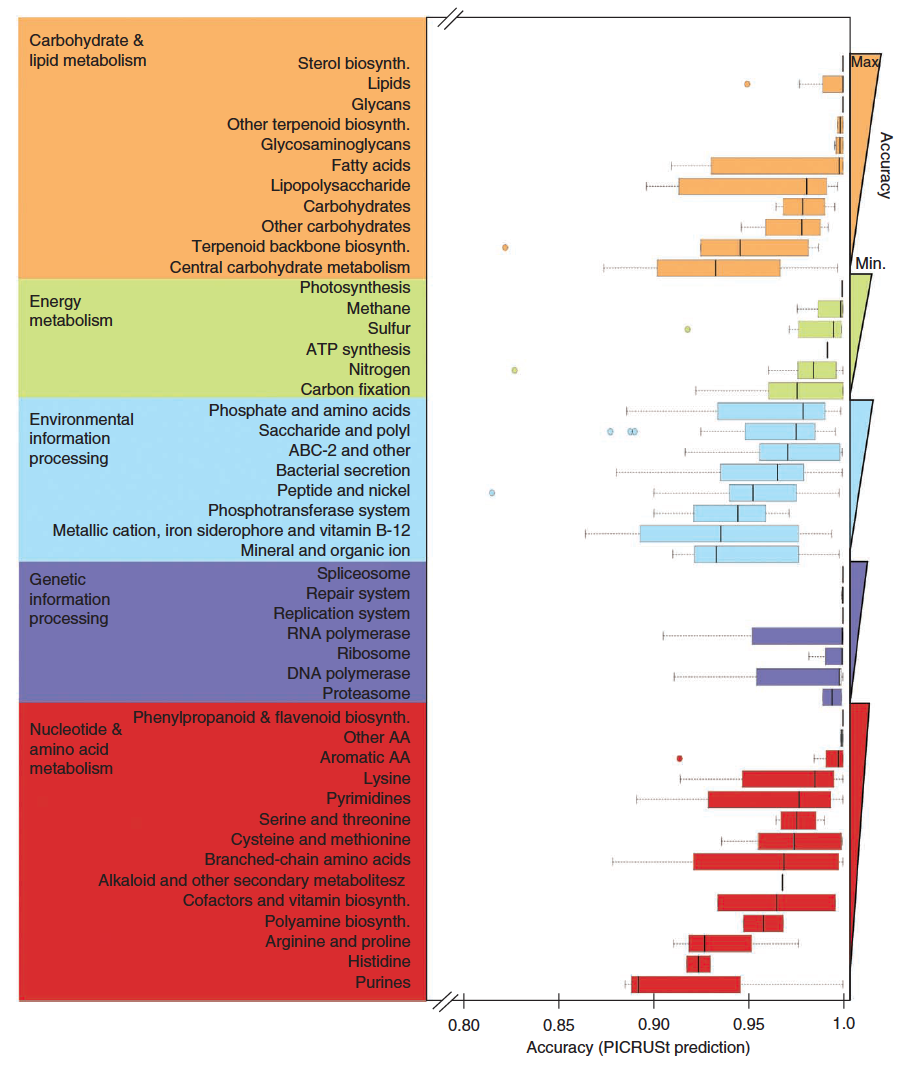 Carbohydrate &
lipid metabolism
Sterol biosynth.
Lipids
Glycans
Other terpenoid biosynth.
Glycosaminoglycans
Fatty acids
Lipopolysaccharide
Carbohydrates
Other carbohydrates
Terpenoid backbone biosynth.
Central carbohydrate metabolism
Energy
metabolism
Photosynthesis
Methane
Sulfur
ATP synthesis
Nitrogen
Carbon fixation
Environmental
information
processing
Phosphate and amino acids
Saccharide and polyl
ABC-2 and other
Bacterial secretion
Peptide and nickel
Phosphotransferase system
Metallic cation, iron siderophore and vitamin B-12
Mineral and organic ion
Genetic
information
processing
Spliceosome
Repair system
Replication system
RNA polymerase
Ribosome
DNA polymerase
Proteasome
Nucleotide &
amino acid
metabolism
Phenylpropanoid & flavenoid biosynth.
Other AA
Aromatic AA
Lysine
Pyrimidines
Serine and threonine
Cysteine and methionine
Branched-chain amino acids
Alkaloid and other secondary metabolitesz
Cofactors and vitamin biosynth.
Polyamine biosynth.
Arginine and proline
Histidine
Purines
Max
Accuracy
Min.
0.80 0.85 0.90 0.95 1.0
Accuracy (PICRUSt prediction)